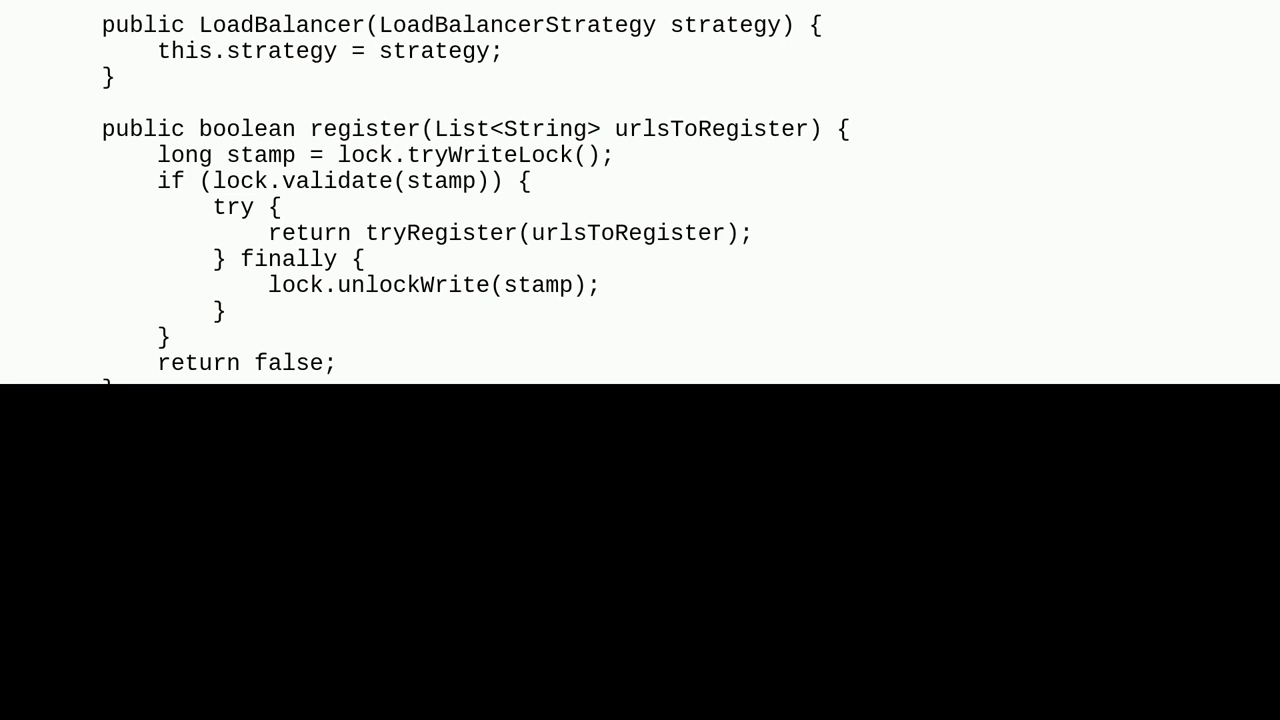 public LoadBalancer(LoadBalancerStrategy strategy) {
this.strategy = strategy;
}
public boolean register(List<String> urlsToRegister) {
long stamp = lock.tryWriteLock();
if (lock.validate(stamp)) {
try {
return tryRegister(urlsToRegister);
} finally {
lock.unlockWrite(stamp);
}
}
return false;
}